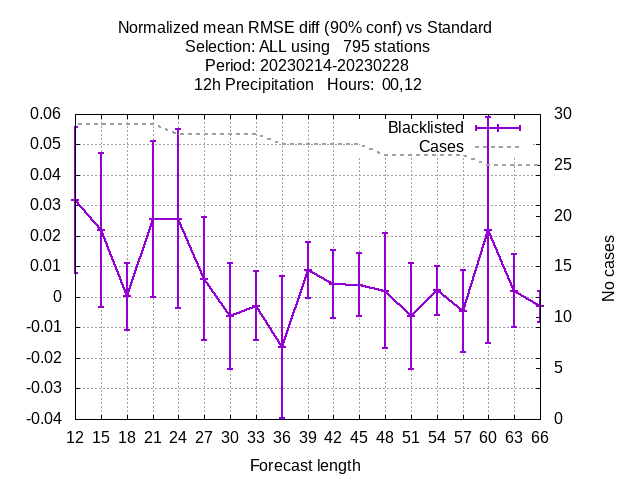 Normalized mean RMSE diff (90% conf) vs Standard
Selection: ALL using   795 stations
Period: 20230214-20230228
12h Precipitation   Hours:  00,12
Blacklisted
Cases
0.06
0.05
0.04
0.03
0.02
0.01
0
-0.01
-0.02
-0.03
-0.04
30
25
20
15
10
5
0
No cases
12 15 18 21 24 27 30 33 36 39 42 45 48 51 54 57 60 63 66
Forecast length